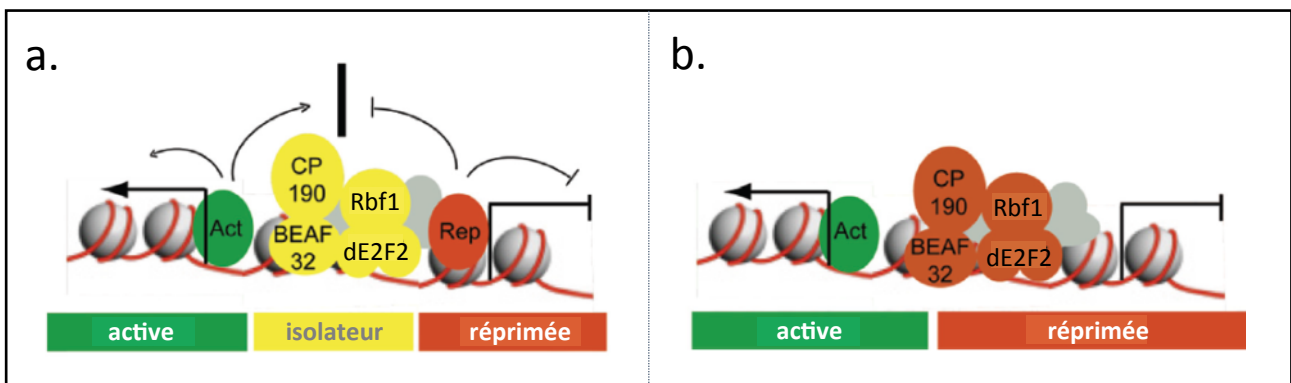 a.
CP
190
Rbf1
Act
BEAF
32
dE2F2
Rep
active
isolateur
réprimée
b.
CP
190
Rbf1
Act
BEAF
32
dE2F2
active
réprimée